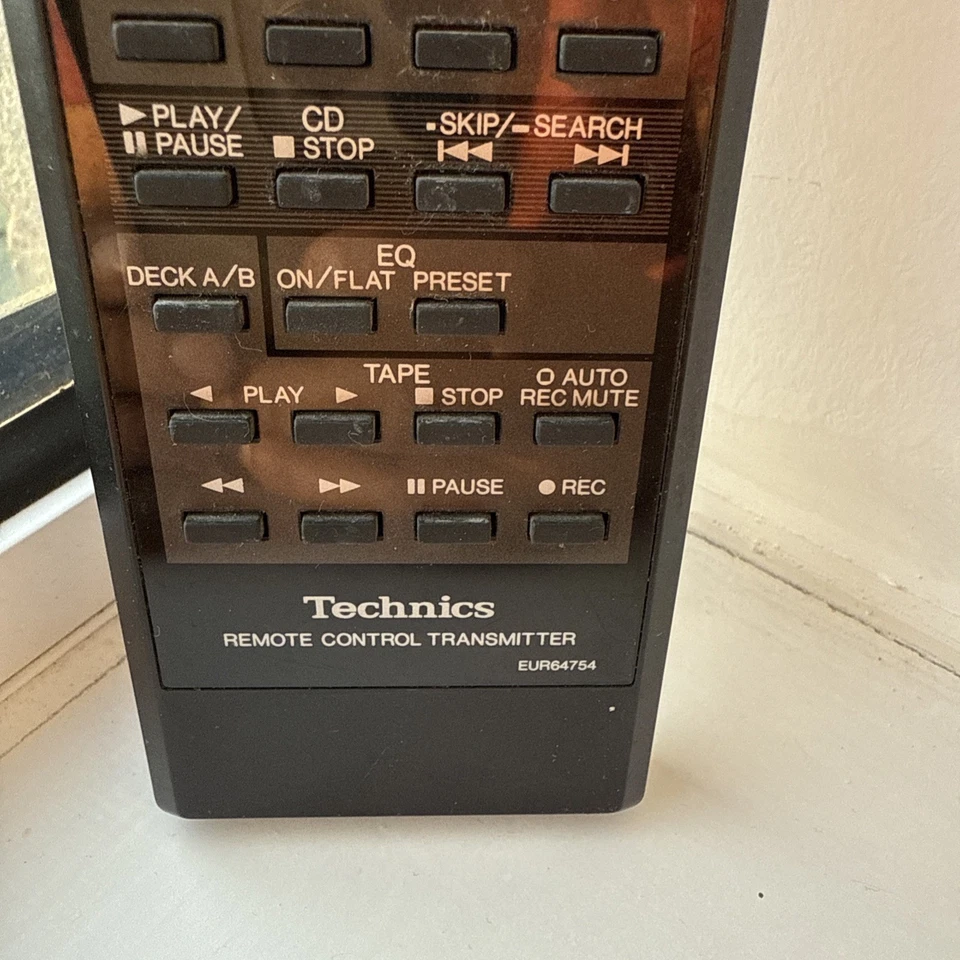 ▶PLAY/ CD ▪SKIP/▬SEARCH
⏸PAUSE ■STOP |◀◀ ▶▶|
EQ
DECK A/B ON/FLAT PRESET
TAPE O AUTO
◀ PLAY ▶ ■STOP REC MUTE
◀◀ ▶▶ ⏸PAUSE ●REC
Technics
REMOTE CONTROL TRANSMITTER
EUR64754